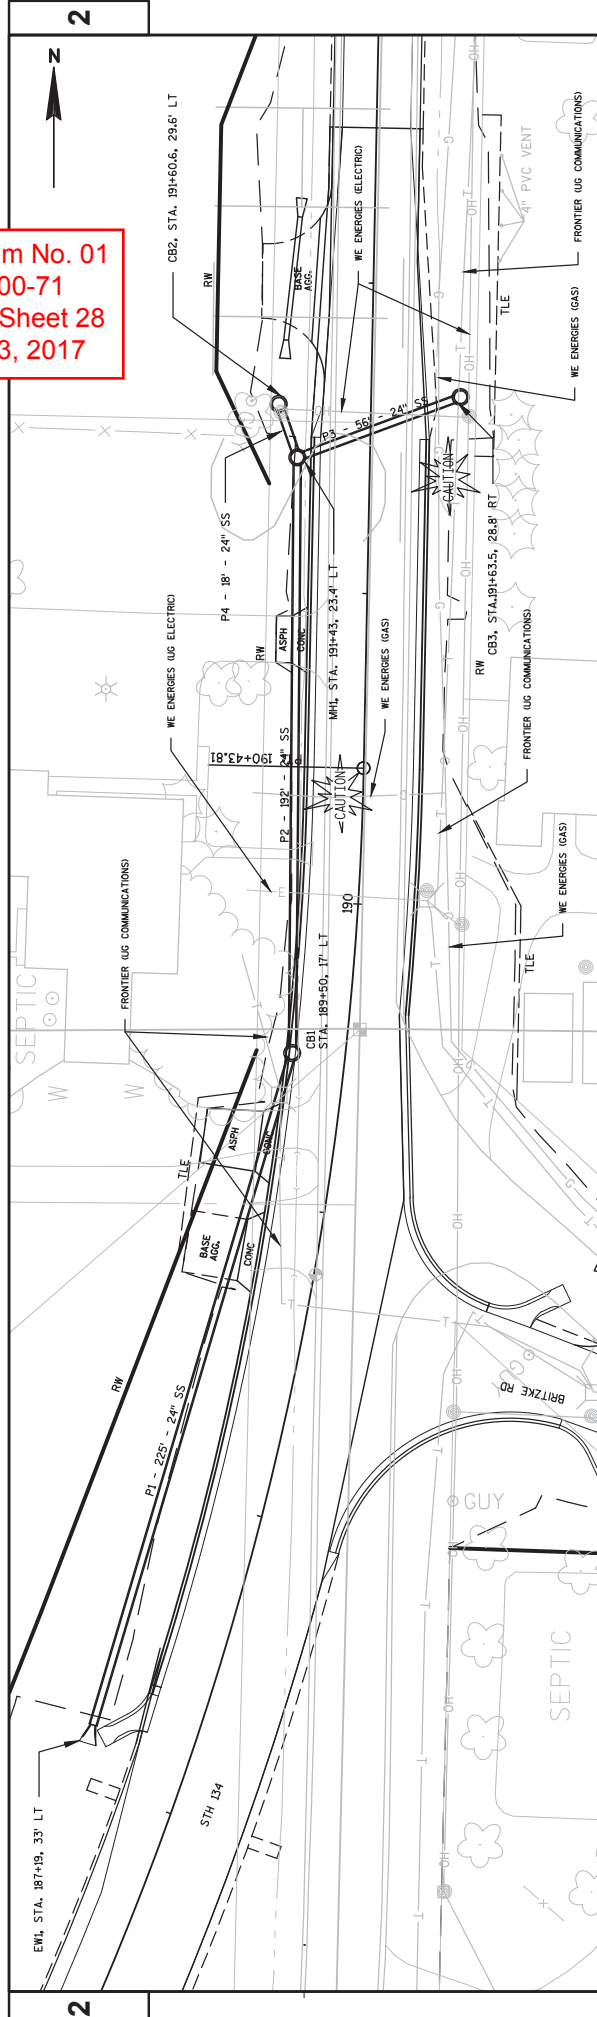 2
N
m No. 01
00-71
Sheet 28
3, 2017
CB2, STA. 191+60.6, 29.6' LT
RW
BASE
AGG.
WE ENERGIES (ELECTRIC)
4" PVC VENT
FRONTIER (UG COMMUNICATIONS)
TLE
WE ENERGIES (GAS)
P3 - 56' - 24" SS
CAUTION
P4 - 18' - 24" SS
CB3, STA.191+63.5, 28.8' RT
MH1, STA. 191+43, 23.4' LT
WE ENERGIES (UG ELECTRIC)
RW
ASPH
CONC
RW
WE ENERGIES (GAS)
FRONTIER (UG COMMUNICATIONS)
190+43.81
P2 - 192' - 24" SS
CAUTION
190
FRONTIER (UG COMMUNICATIONS)
WE ENERGIES (GAS)
TLE
SEPTIC
CB1
STA. 189+50, 17' LT
W
W
TLE
ASPH
CONC
BASE
AGG.
CONC
RW
P1 - 225' - 24" SS
BRITZKE RD
GUY
GUY
SEPTIC
STH 134
EW1, STA. 187+19, 33' LT
2